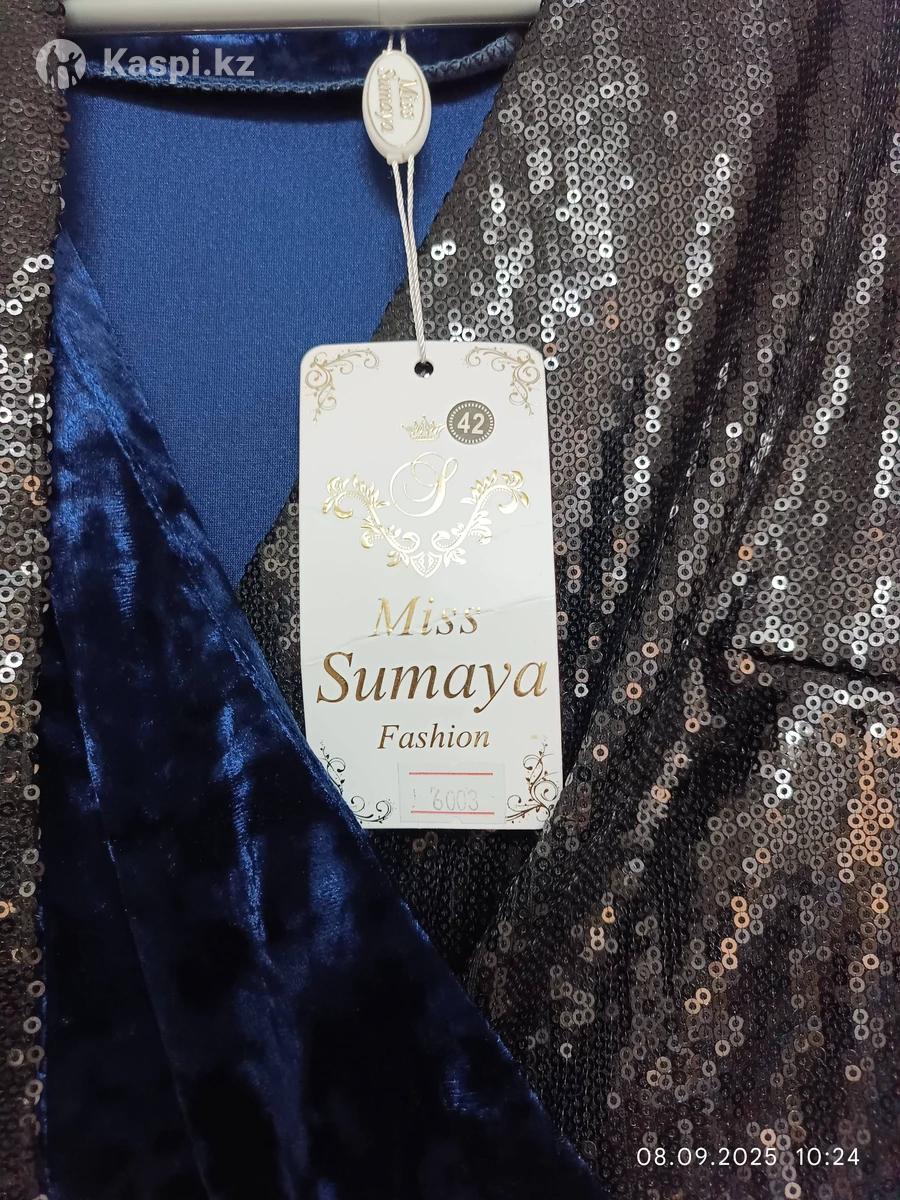 Kaspi.kz
Miss
Sumaya
42
S
Miss
Sumaya
Fashion
6003
08.09.2025 10:24